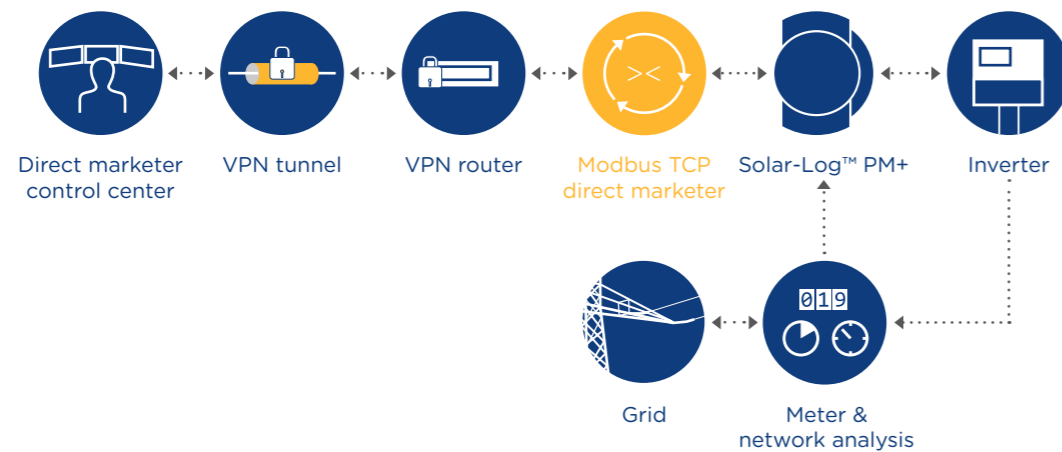 Direct marketer
control center
VPN tunnel
VPN router
Modbus TCP
direct marketer
Solar-Log™ PM+
Inverter
019
Grid
Meter &
network analysis